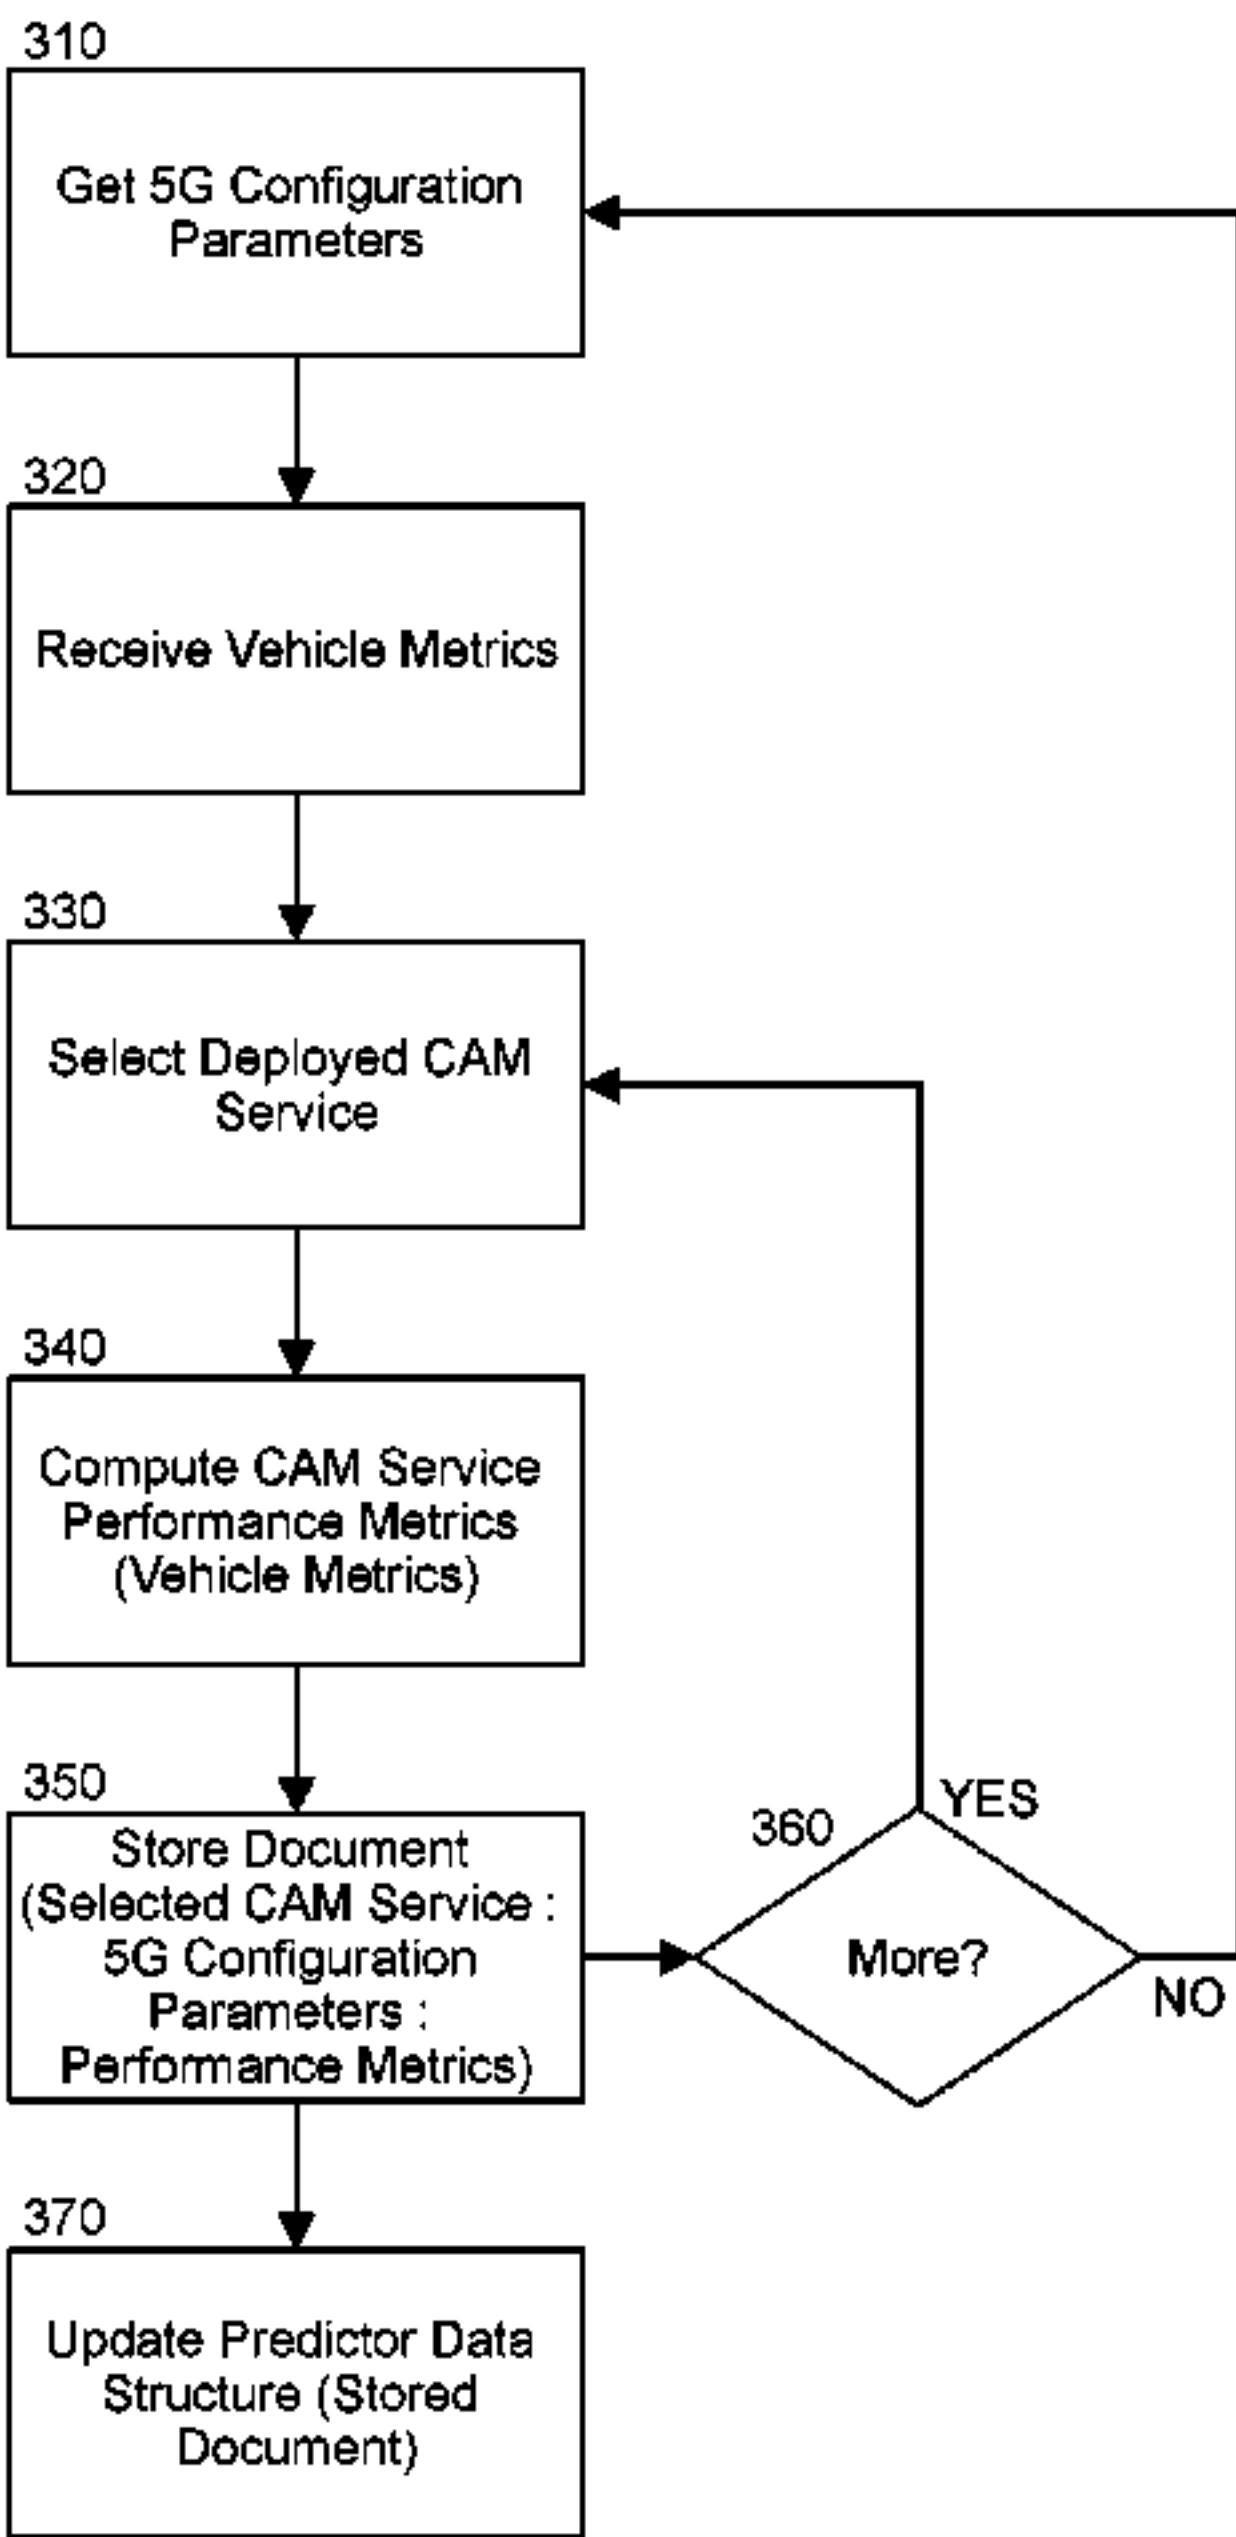 310
Get 5G Configuration
Parameters
320
Receive Vehicle Metrics
330
Select Deployed CAM
Service
340
Compute CAM Service
Performance Metrics
(Vehicle Metrics)
350
Store Document
(Selected CAM Service :
5G Configuration
Parameters :
Performance Metrics)
360
YES
More?
NO
370
Update Predictor Data
Structure (Stored
Document)